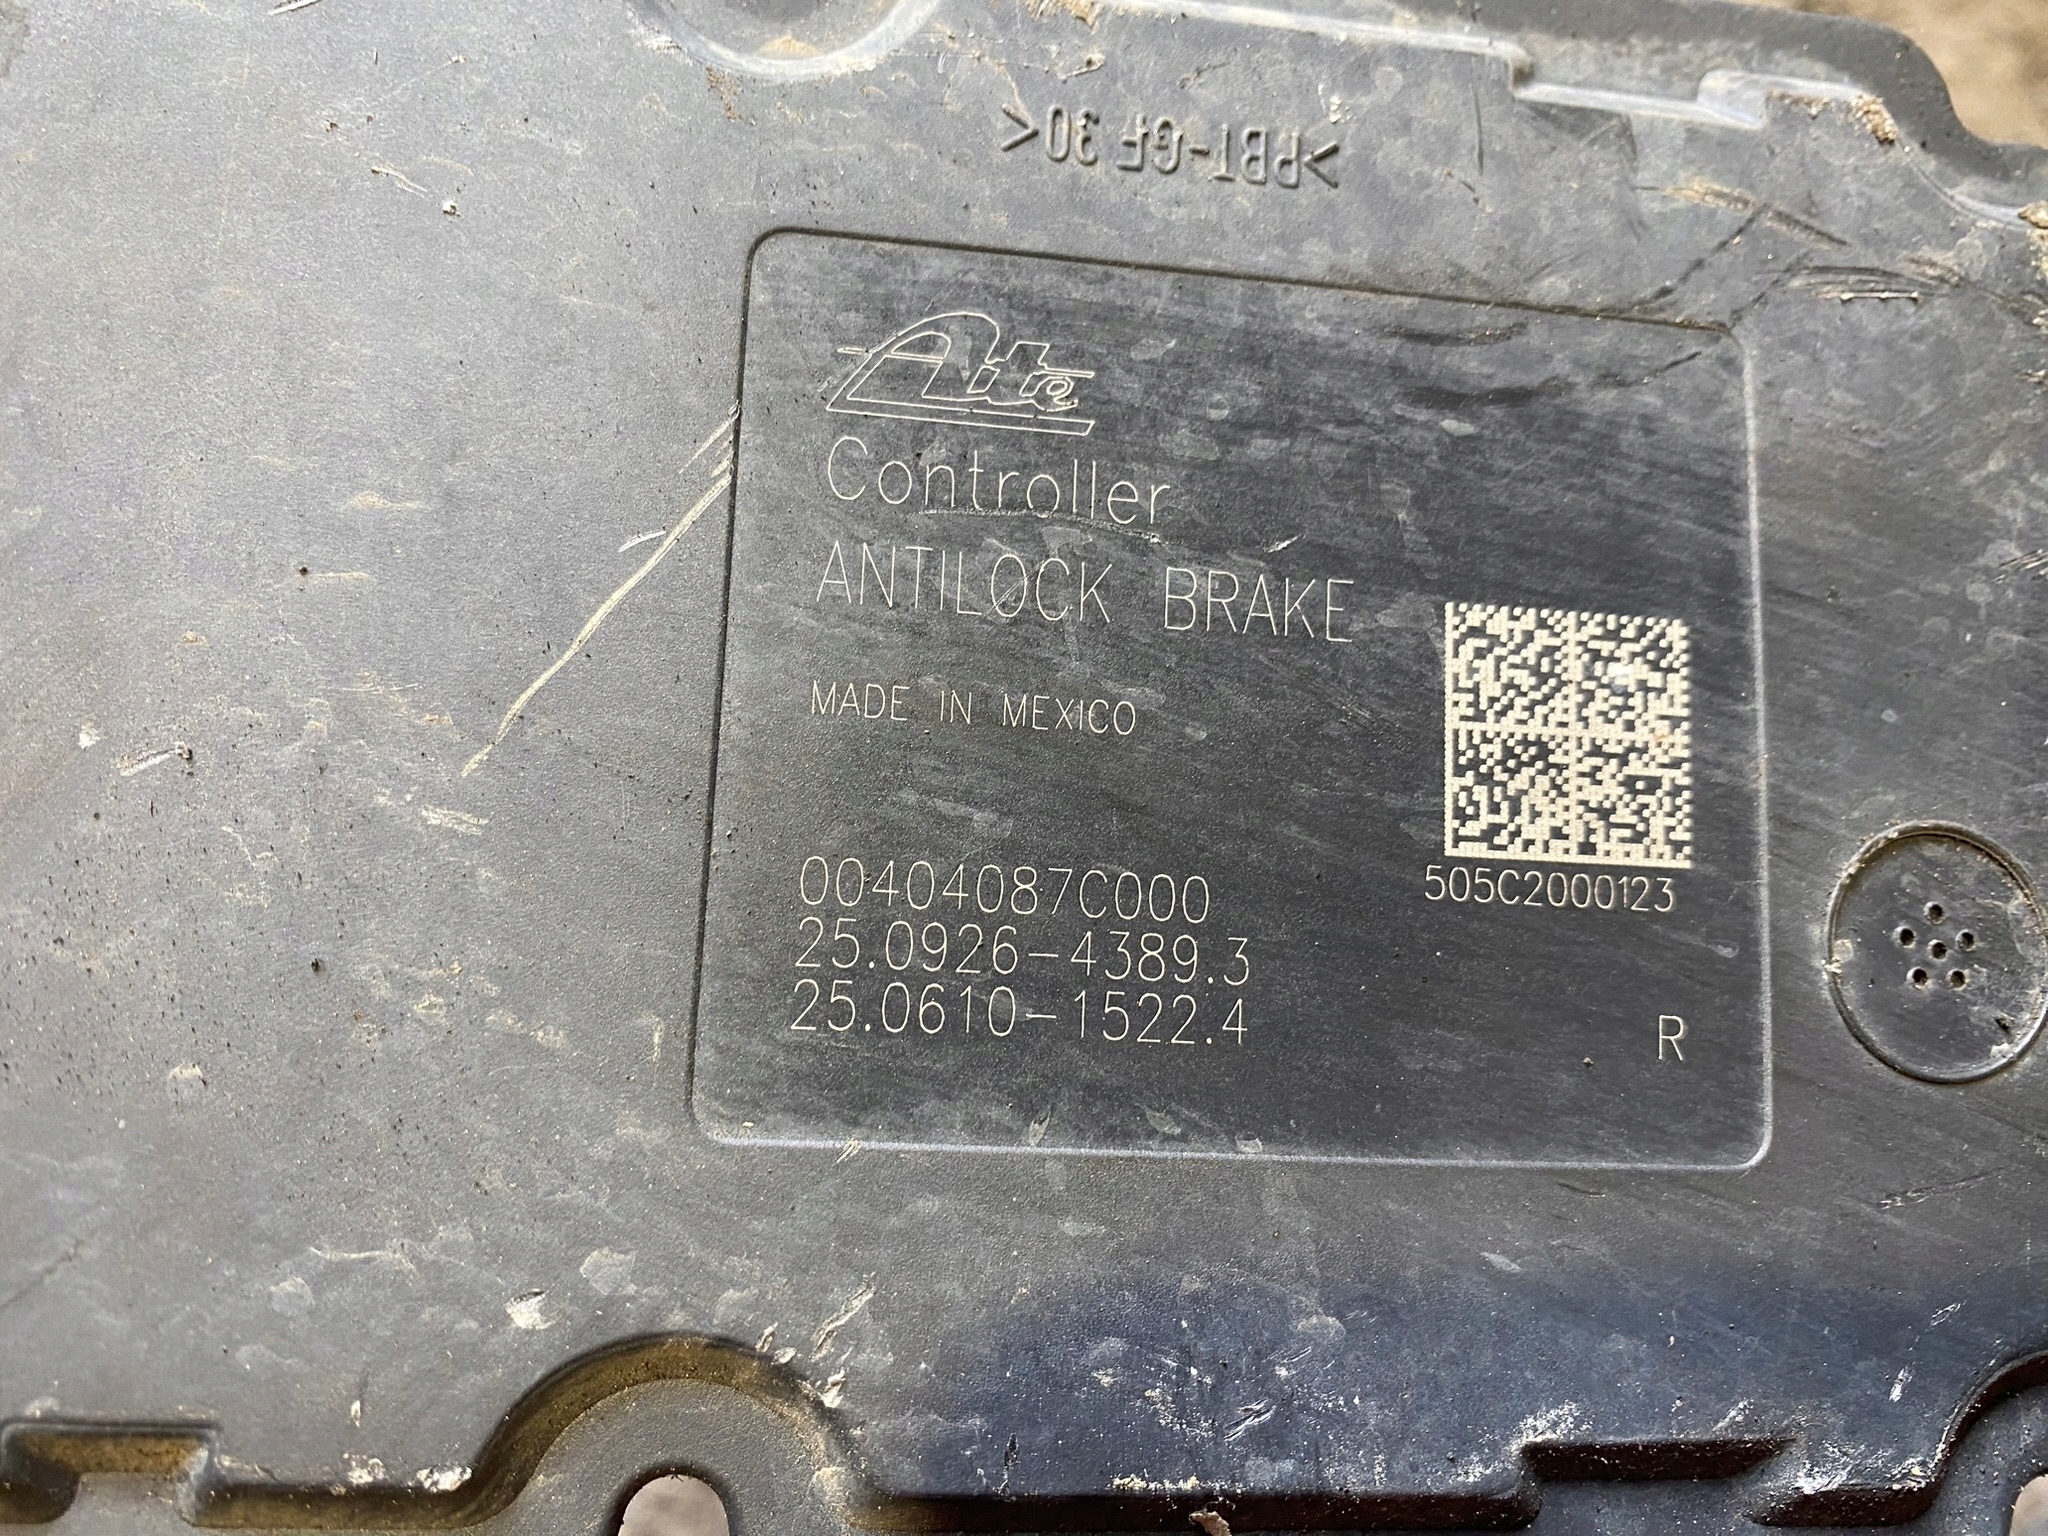 >PBT-GF 30<
Ate
Controller
ANTILOCK BRAKE
MADE IN MEXICO
505C2000123
00404087C000
25.0926-4389.3
25.0610-1522.4
R